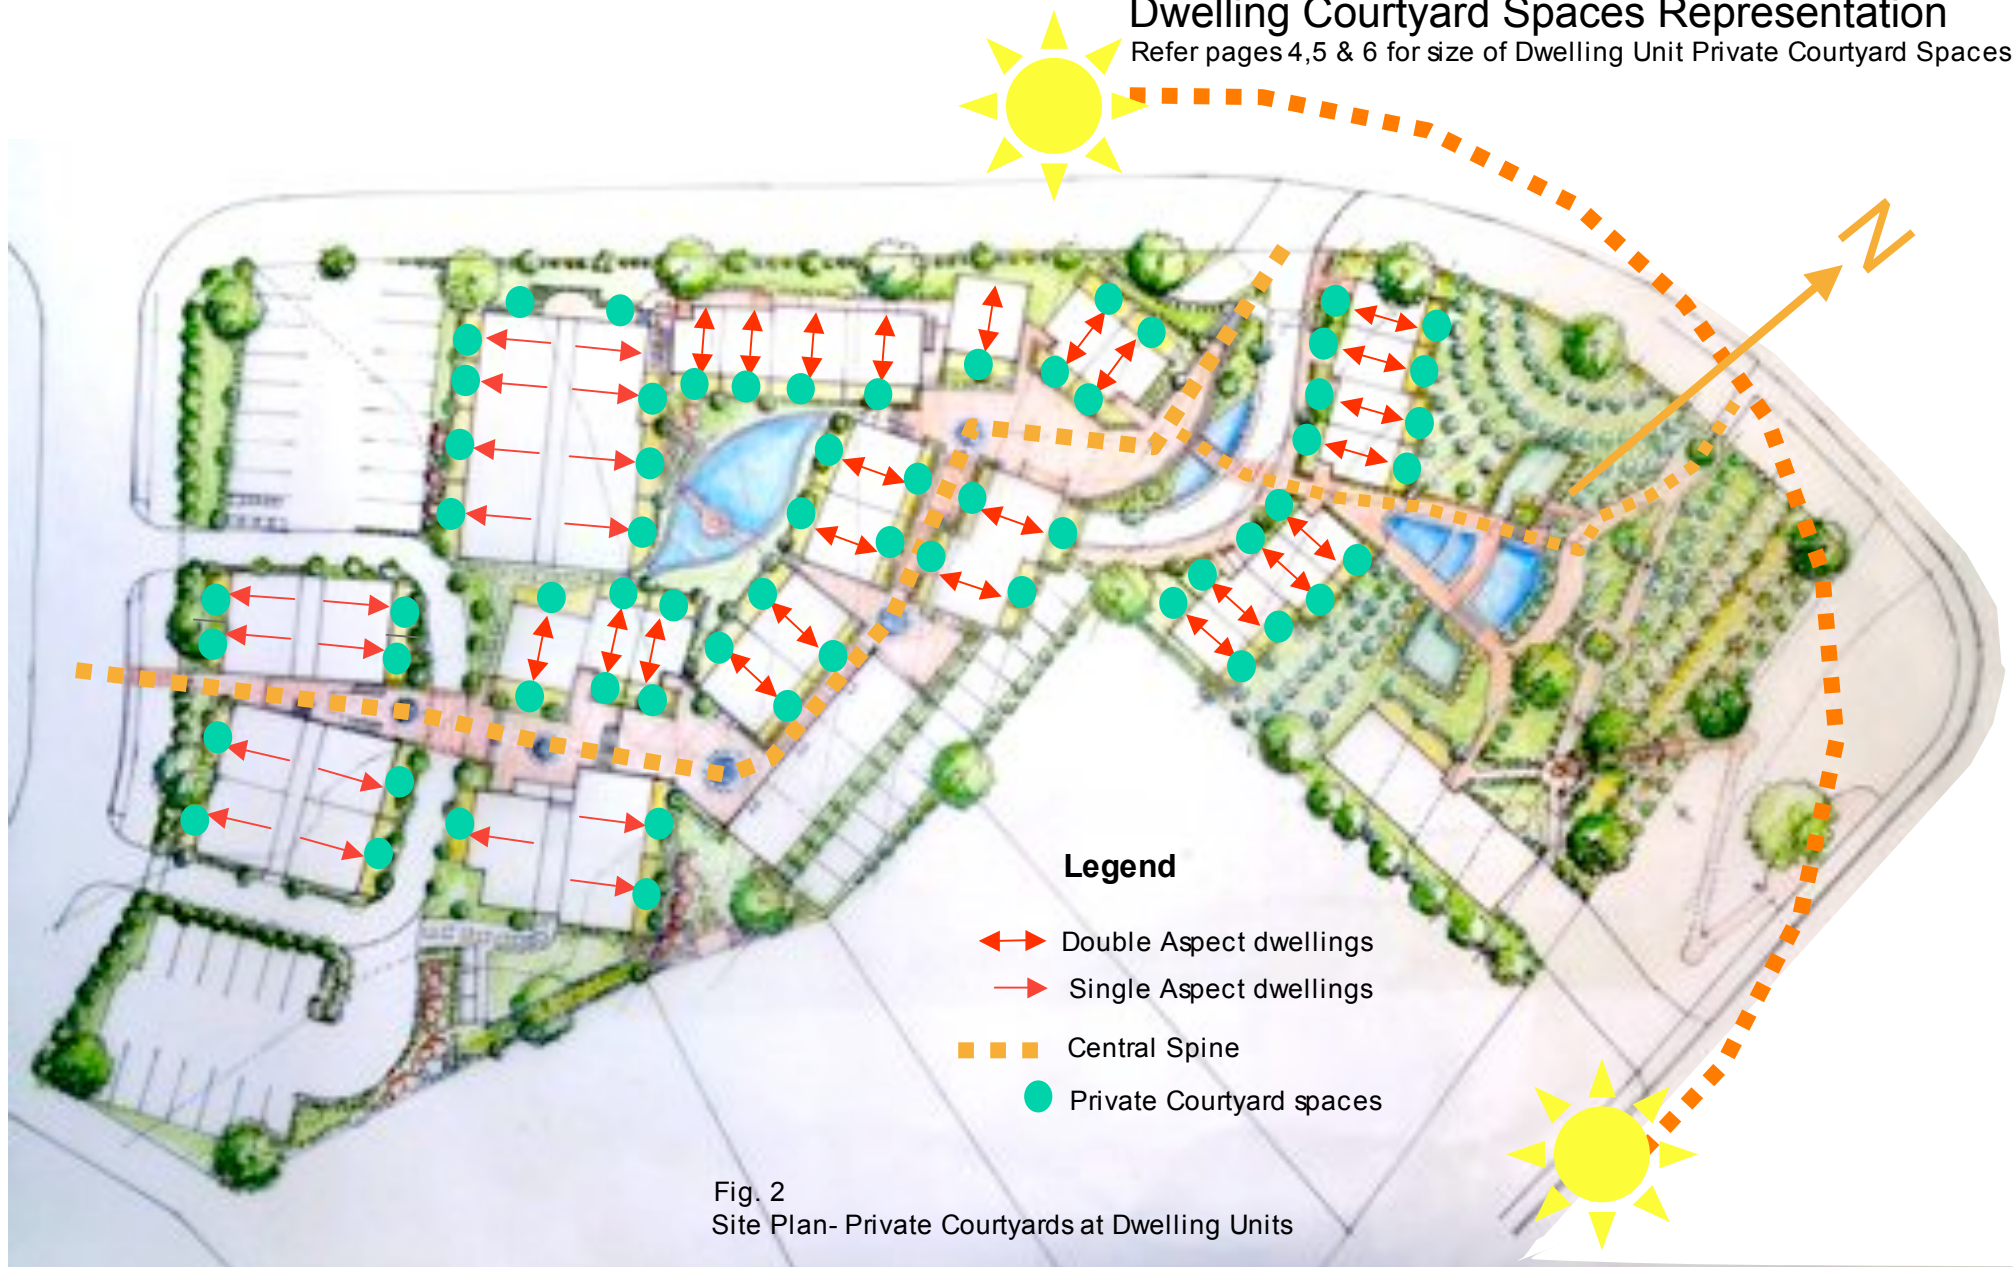 Dwelling Courtyard Spaces Representation
Refer pages 4,5 & 6 for size of Dwelling Unit Private Courtyard Spaces
N
Legend
Double Aspect dwellings
Single Aspect dwellings
Central Spine
Private Courtyard spaces
Fig. 2
Site Plan- Private Courtyards at Dwelling Units